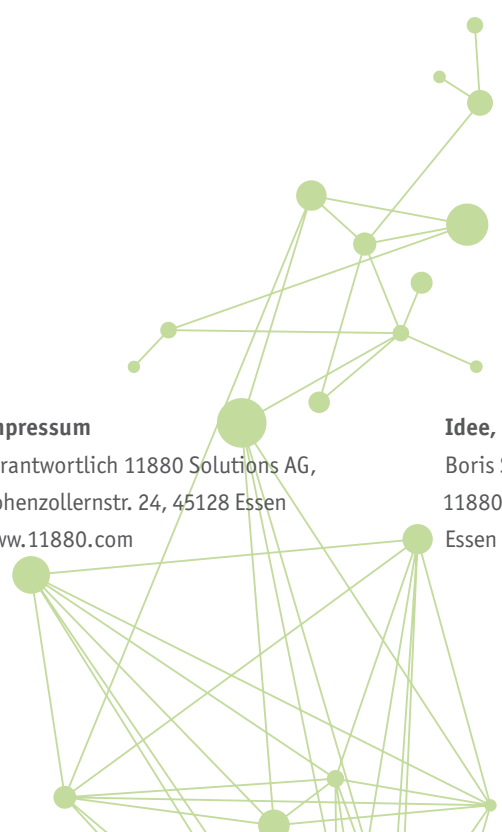 mpressum
rantwortlich 11880 Solutions AG,
ohenzollernstr. 24, 45128 Essen
ww.11880.com
Idee,
Boris S
11880
Essen